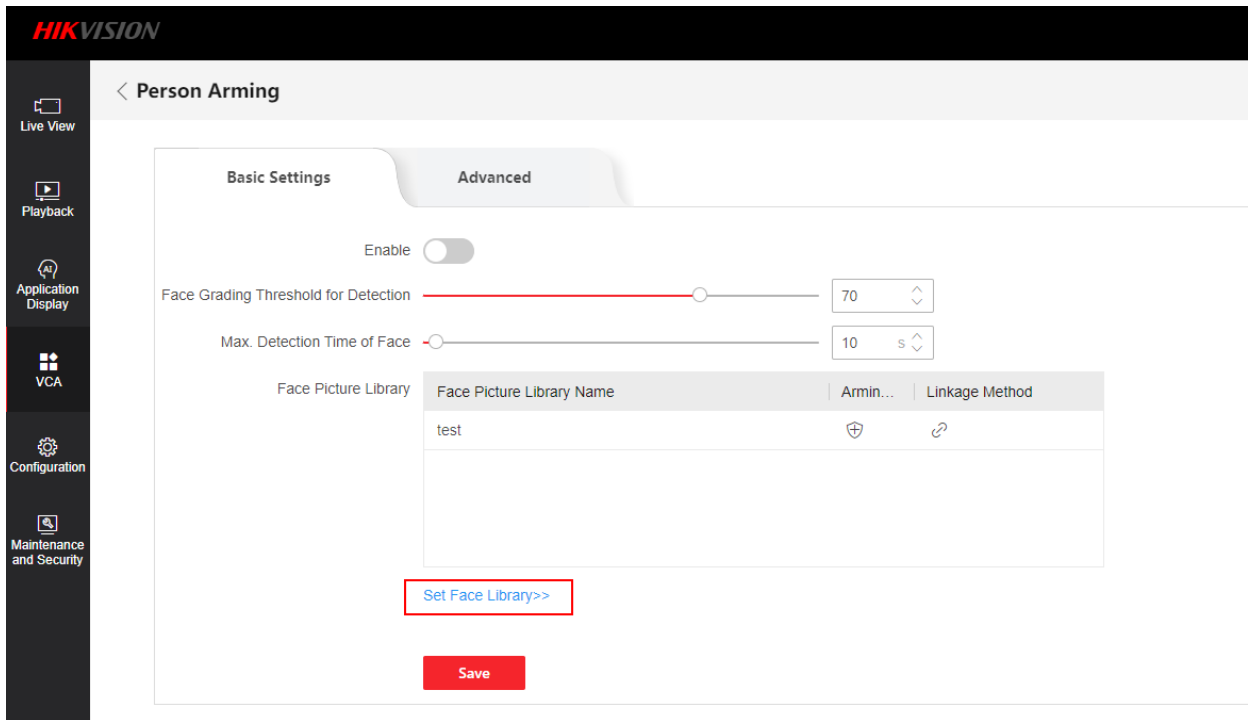 HIKVISION
< Person Arming
Live View
Playback
AI
Application
Display
VCA
Configuration
Maintenance
and Security
Basic Settings
Advanced
Enable
Face Grading Threshold for Detection
70
Max. Detection Time of Face
10 s
Face Picture Library
Face Picture Library Name
Armin...
Linkage Method
test
Set Face Library>>
Save